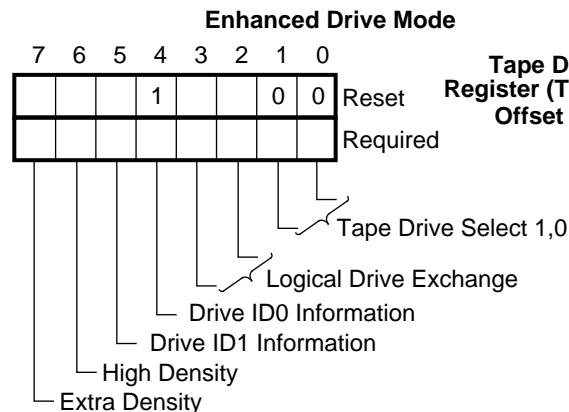 Enhanced Drive Mode
7 6 5 4 3 2 1 0
Tape D
Register (T
Offset
1 0 0 Reset
Required
Tape Drive Select 1,0
Logical Drive Exchange
Drive ID0 Information
Drive ID1 Information
High Density
Extra Density